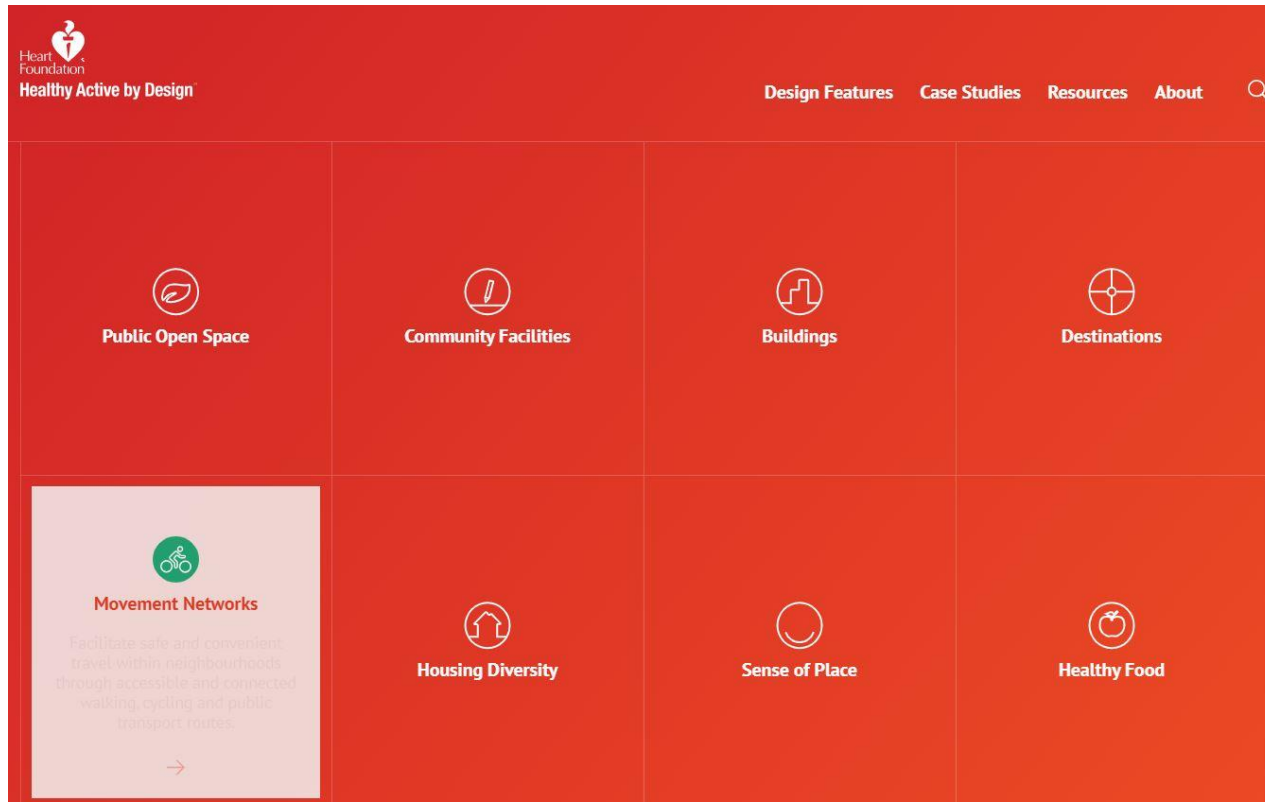 Heart
Foundation
Healthy Active by Design
Design Features Case Studies Resources About
Public Open Space
Community Facilities
Buildings
Destinations
Movement Networks
Facilitate safe and convenient
travel within neighbourhoods
through accessible and connected
walking, cycling and public
transport routes.
Housing Diversity
Sense of Place
Healthy Food